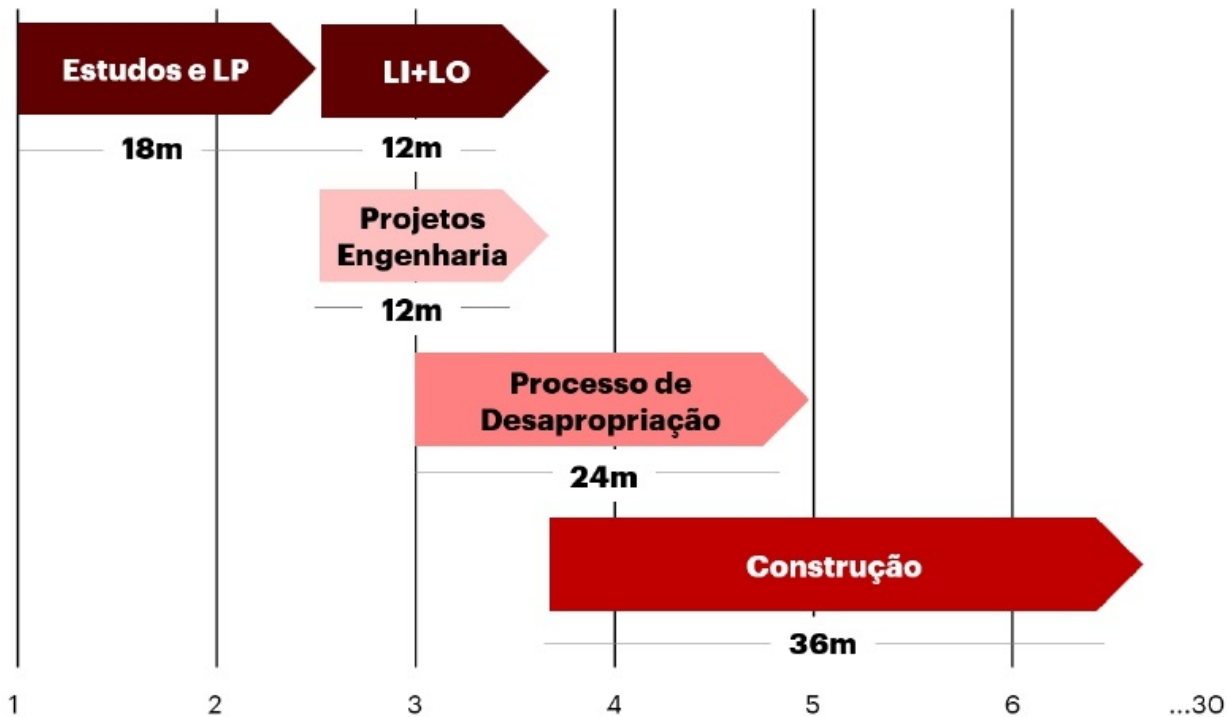 Estudos e LP
LI+LO
18m
12m
Projetos
Engenharia
12m
Processo de
Desapropriação
24m
Construção
36m
1 2 3 4 5 6 ...30